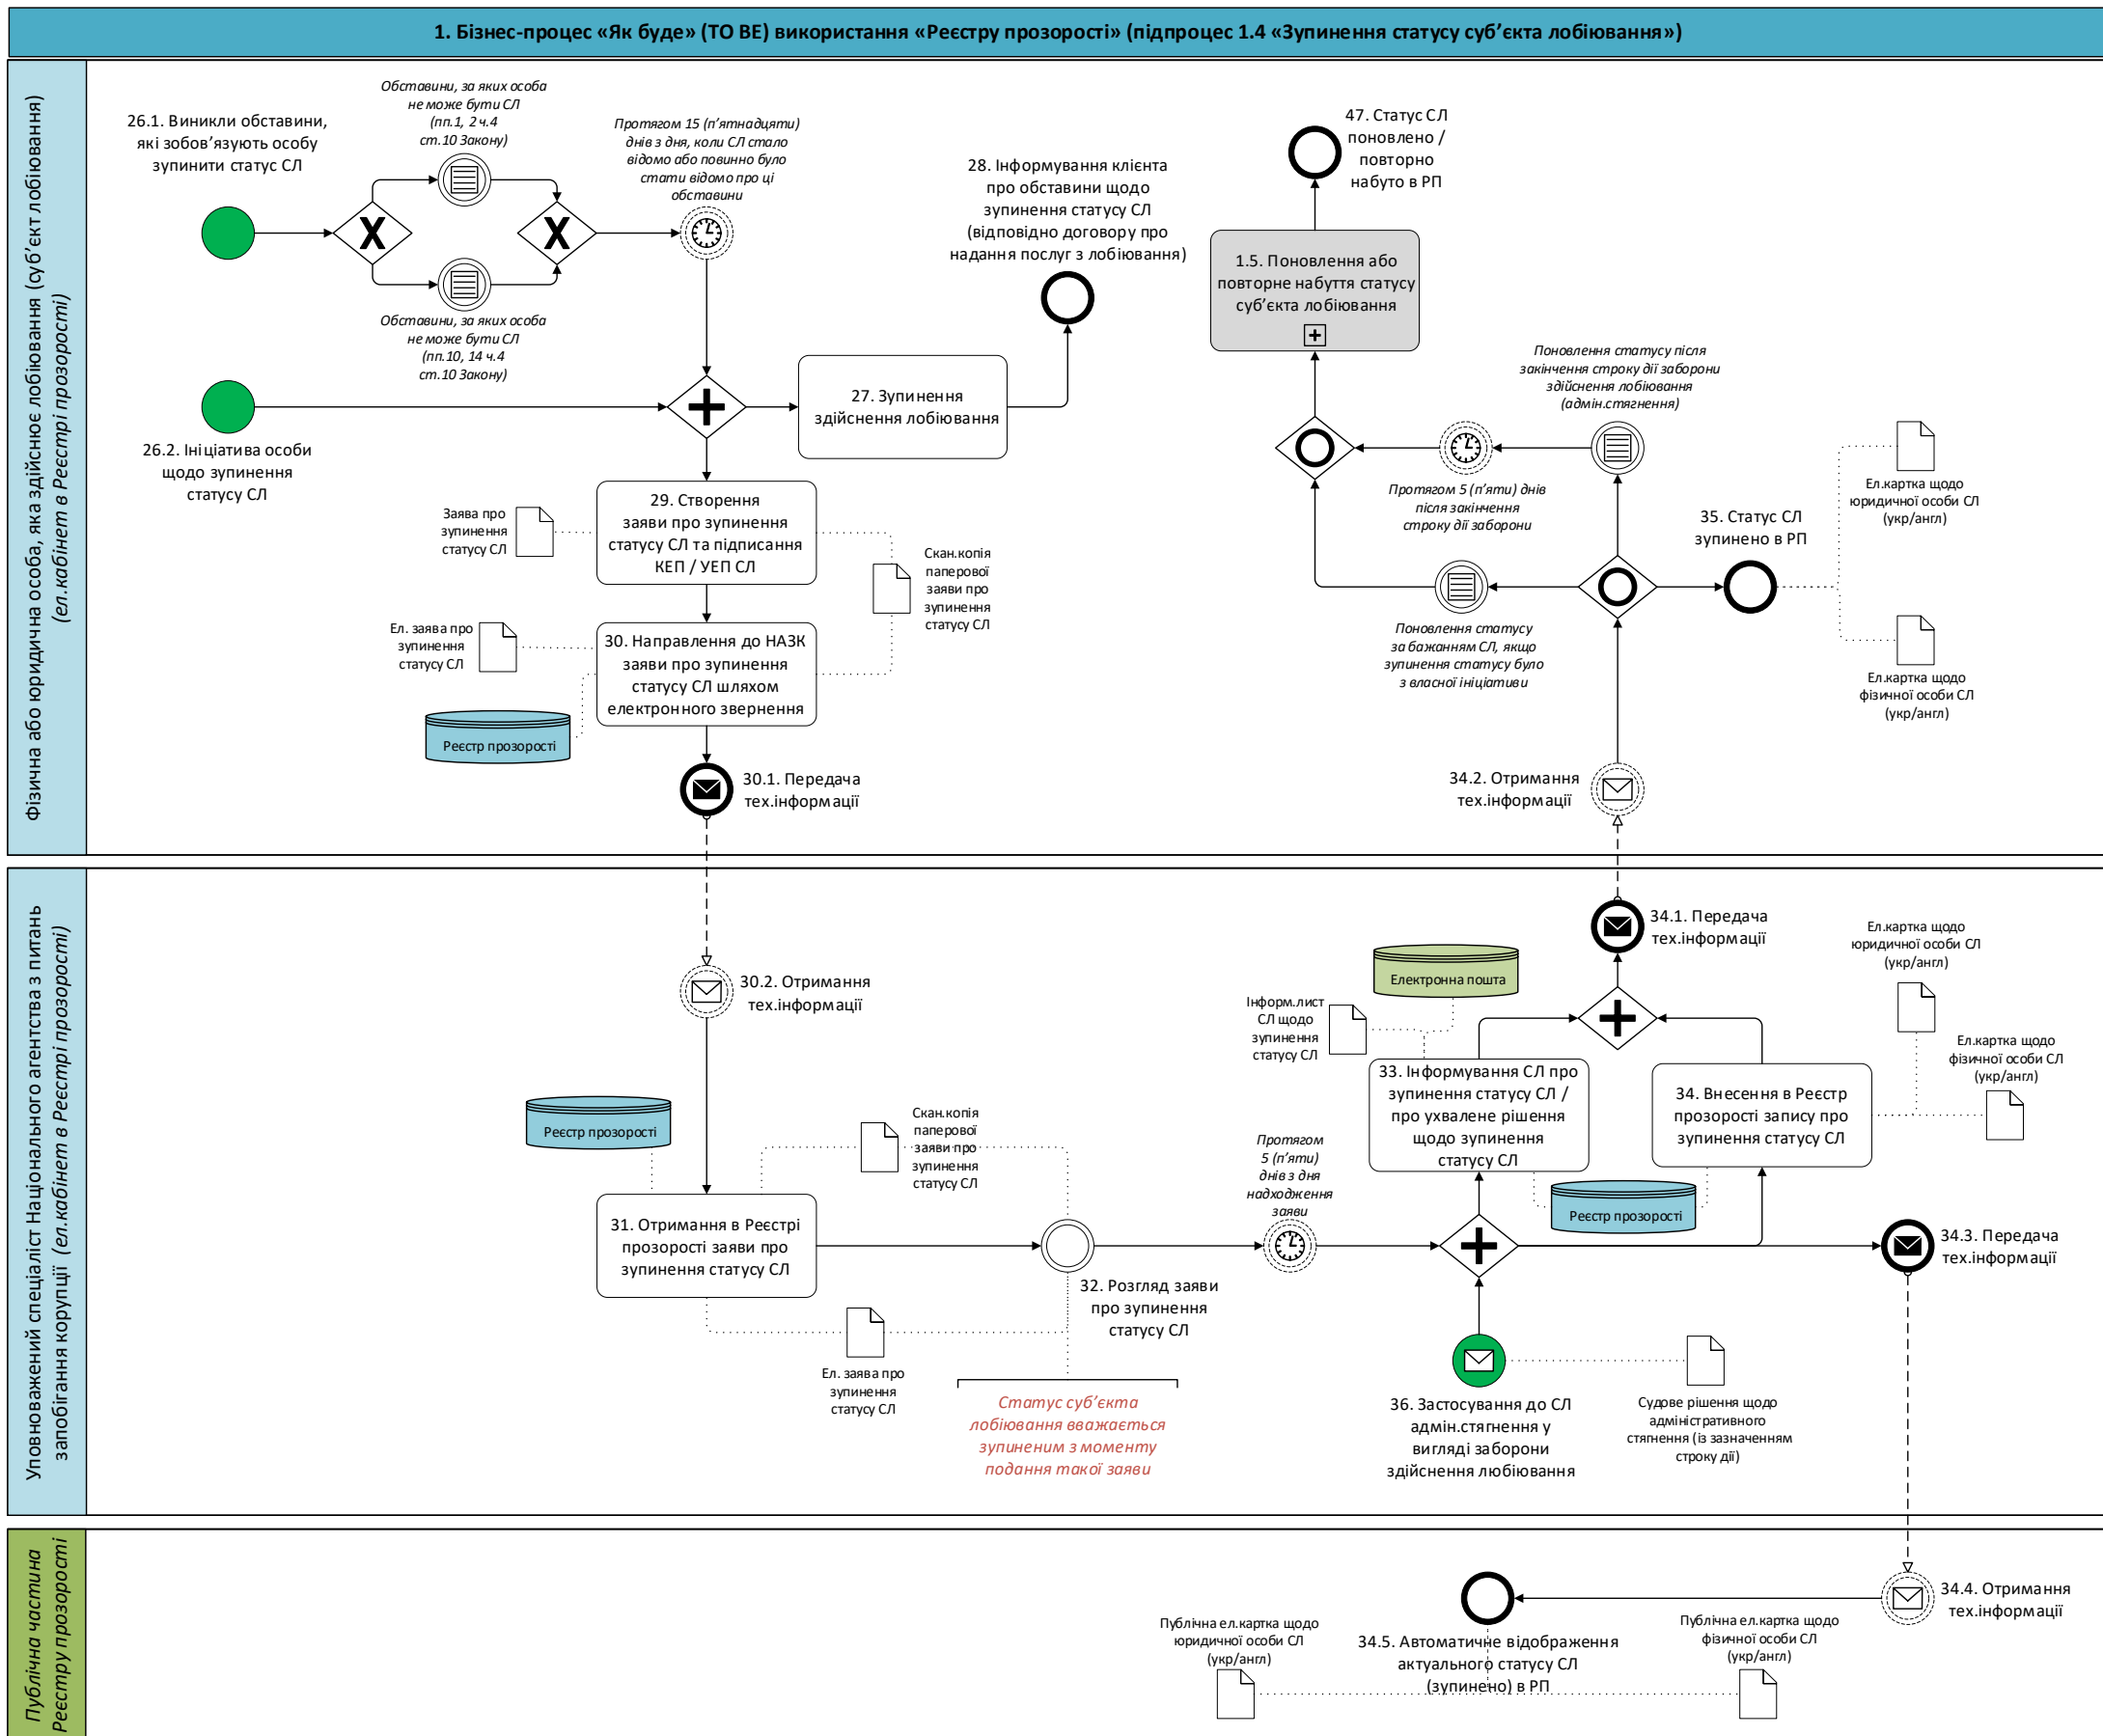 1. Бізнес-процес «Як буде» (TO BE) використання «Реєстру прозорості» (підпроцес 1.4 «Зупинення статусу суб’єкта лобіювання»)
Фізична або юридична особа, яка здійснює лобіювання (суб’єкт лобіювання)
(ел.кабінет в Реєстрі прозорості)
26.1. Виникли обставини,
які зобов’язують особу
зупинити статус СЛ
Обставини, за яких особа
не може бути СЛ
(пп.1, 2 ч.4
ст.10 Закону)
Обставини, за яких особа
не може бути СЛ
(пп.10, 14 ч.4
ст.10 Закону)
Протягом 15 (п’ятнадцяти)
днів з дня, коли СЛ стало
відомо або повинно було
стати відомо про ці
обставини
28. Інформування клієнта
про обставини щодо
зупинення статусу СЛ
(відповідно договору про
надання послуг з лобіювання)
26.2. Ініціатива особи
щодо зупинення
статусу СЛ
27. Зупинення
здійснення лобіювання
29. Створення
заяви про зупинення
статусу СЛ та підписання
КЕП / УЕП СЛ
Заява про
зупинення
статусу СЛ
Скан.копія
паперової
заяви про
зупинення
статусу СЛ
Ел. заява про
зупинення
статусу СЛ
30. Направлення до НАЗК
заяви про зупинення
статусу СЛ шляхом
електронного звернення
Реєстр прозорості
30.1. Передача
тех.інформації
47. Статус СЛ
поновлено /
повторно
набуто в РП
1.5. Поновлення або
повторне набуття статусу
суб’єкта лобіювання
Поновлення статусу після
закінчення строку дії заборони
здійснення лобіювання
(адмін.стягнення)
Протягом 5 (п’яти) днів
після закінчення
строку дії заборони
Ел.картка щодо
юридичної особи СЛ
(укр/англ)
35. Статус СЛ
зупинено в РП
Поновлення статусу
за бажанням СЛ, якщо
зупинення статусу було
з власної ініціативи
Ел.картка щодо
фізичної особи СЛ
(укр/англ)
34.2. Отримання
тех.інформації
Уповноважений спеціаліст Національного агентства з питань
запобігання корупції (ел.кабінет в Реєстрі прозорості)
30.2. Отримання
тех.інформації
Реєстр прозорості
31. Отримання в Реєстрі
прозорості заяви про
зупинення статусу СЛ
Скан.копія
паперової
заяви про
зупинення
статусу СЛ
Ел. заява про
зупинення
статусу СЛ
32. Розгляд заяви
про зупинення
статусу СЛ
Статус суб’єкта
лобіювання вважається
зупиненим з моменту
подання такої заяви
Протягом
5 (п’яти)
днів з дня
надходження
заяви
34.1. Передача
тех.інформації
Електронна пошта
Інформ.лист
СЛ щодо
зупинення
статусу СЛ
33. Інформування СЛ про
зупинення статусу СЛ /
про ухвалене рішення
щодо зупинення
статусу СЛ
34. Внесення в Реєстр
прозорості запису про
зупинення статусу СЛ
Ел.картка щодо
юридичної особи СЛ
(укр/англ)
Ел.картка щодо
фізичної особи СЛ
(укр/англ)
Реєстр прозорості
34.3. Передача
тех.інформації
36. Застосування до СЛ
адмін.стягнення у
вигляді заборони
здійснення любіювання
Судове рішення щодо
адміністративного
стягнення (із зазначенням
строку дії)
Публічна частина
Реєстру прозорості
34.4. Отримання
тех.інформації
34.5. Автоматичне відображення
актуального статусу СЛ
(зупинено) в РП
Публічна ел.картка щодо
юридичної особи СЛ
(укр/англ)
Публічна ел.картка щодо
фізичної особи СЛ
(укр/англ)